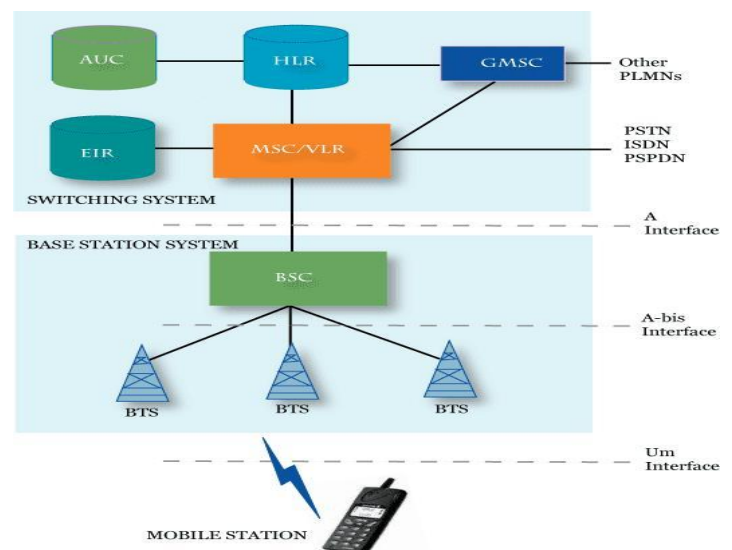 AUC
HLR
GMSC
Other
PLMNs
EIR
MSC/VLR
PSTN
ISDN
PSPDN
SWITCHING SYSTEM
A
Interface
BASE STATION SYSTEM
BSC
A-bis
Interface
BTS
BTS
BTS
Um
Interface
MOBILE STATION